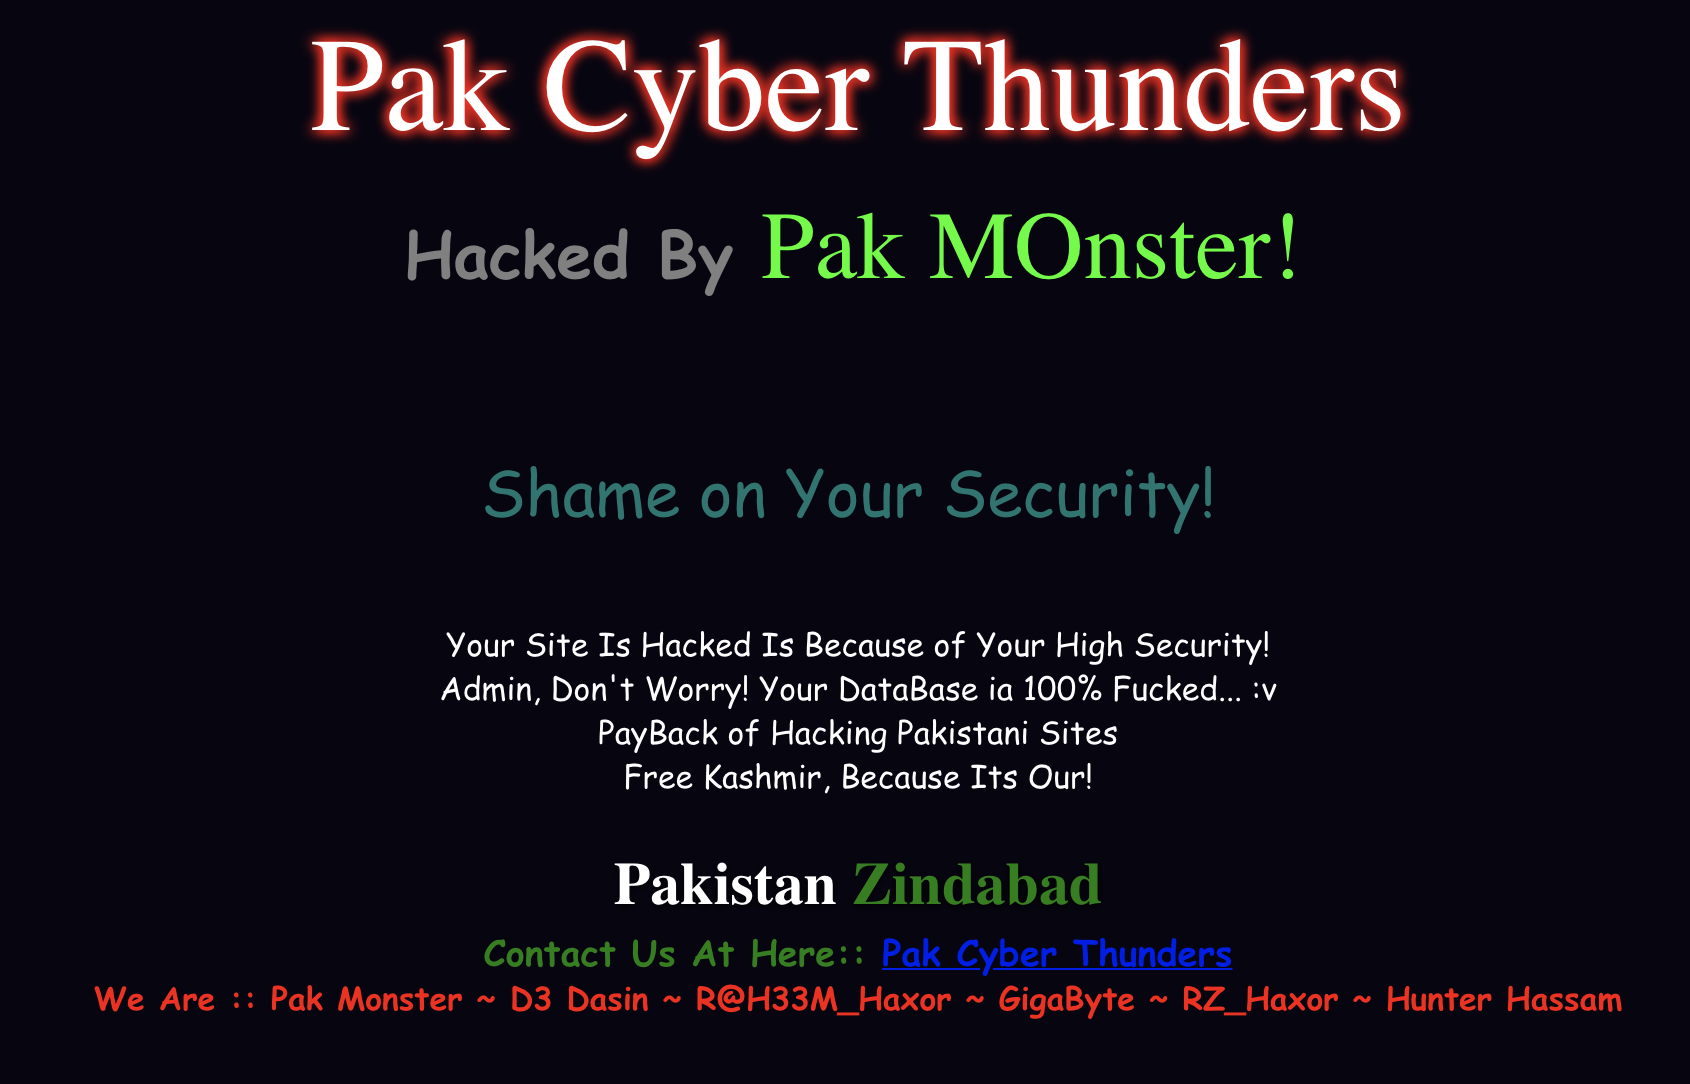 Pak Cyber Thunders
Hacked By Pak MOnster!
Shame on Your Security!
Your Site Is Hacked Is Because of Your High Security!
Admin, Don't Worry! Your DataBase ia 100% Fucked... :v
PayBack of Hacking Pakistani Sites
Free Kashmir, Because Its Our!
Pakistan Zindabad
Contact Us At Here:: Pak Cyber Thunders
We Are :: Pak Monster ~ D3 Dasin ~ R@H33M_Haxor ~ GigaByte ~ RZ_Haxor ~ Hunter Hassam